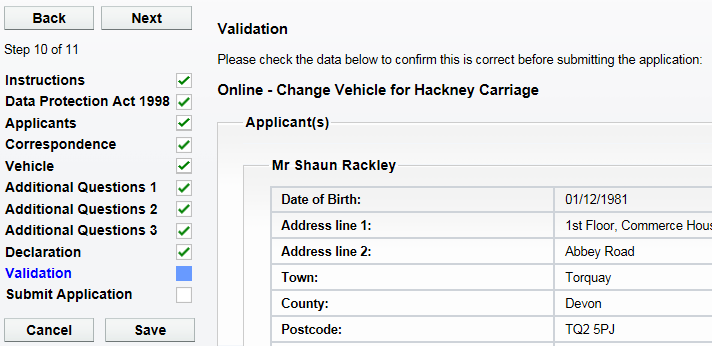 Back
Next
Step 10 of 11
Instructions
Data Protection Act 1998
Applicants
Correspondence
Vehicle
Additional Questions 1
Additional Questions 2
Additional Questions 3
Declaration
Validation
Submit Application
Cancel
Save
Validation
Please check the data below to confirm this is correct before submitting the application:
Online - Change Vehicle for Hackney Carriage
Applicant(s)
Mr Shaun Rackley
Date of Birth: 01/12/1981
Address line 1: 1st Floor, Commerce
Address line 2: Abbey Road
Town: Torquay
County: Devon
Postcode: TQ2 5PJ